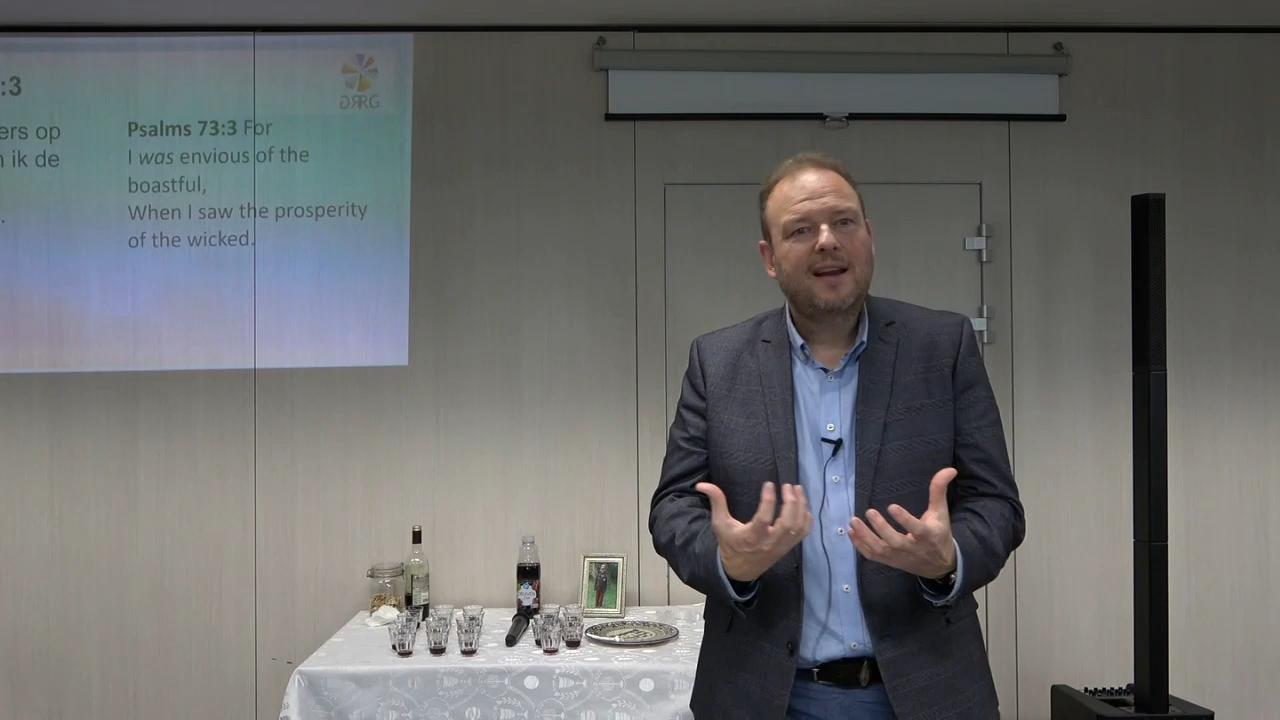 :3
ers op
n ik de
.
GRRG
Psalms 73:3 For
I was envious of the
boastful,
When I saw the prosperity
of the wicked.